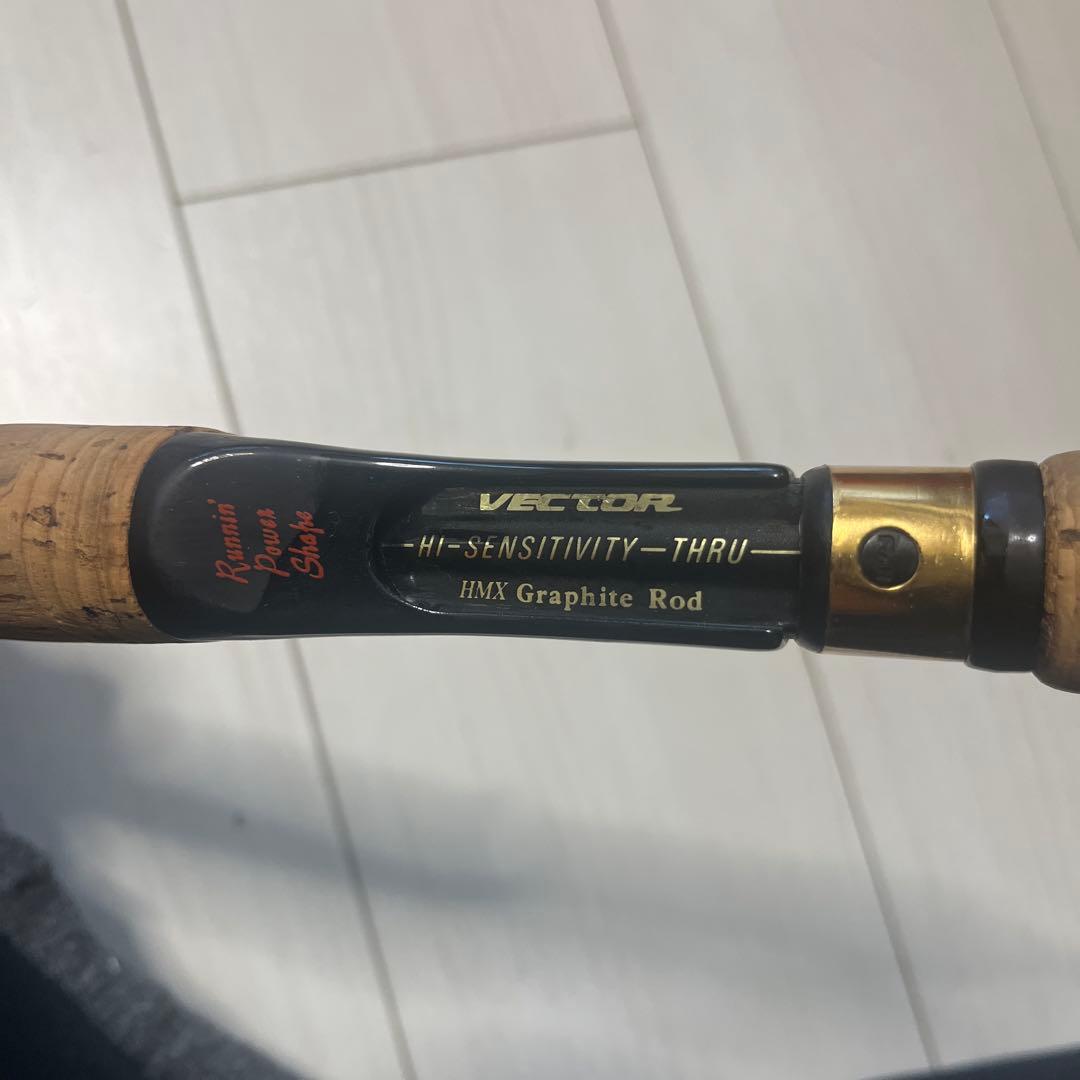 Runnin'
Power
Shape
VECTOR
HI-SENSITIVITY-THRU
HMX Graphite Rod